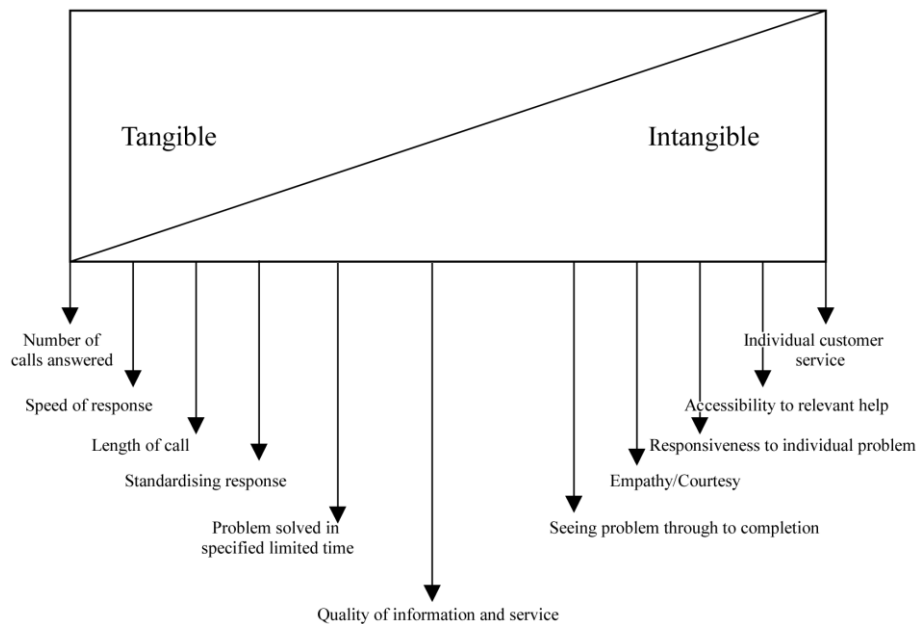 Tangible
Intangible
Number of
calls answered
Individual customer
service
Speed of response
Accessibility to relevant help
Length of call
Responsiveness to individual problem
Standardising response
Empathy/Courtesy
Problem solved in
specified limited time
Seeing problem through to completion
Quality of information and service